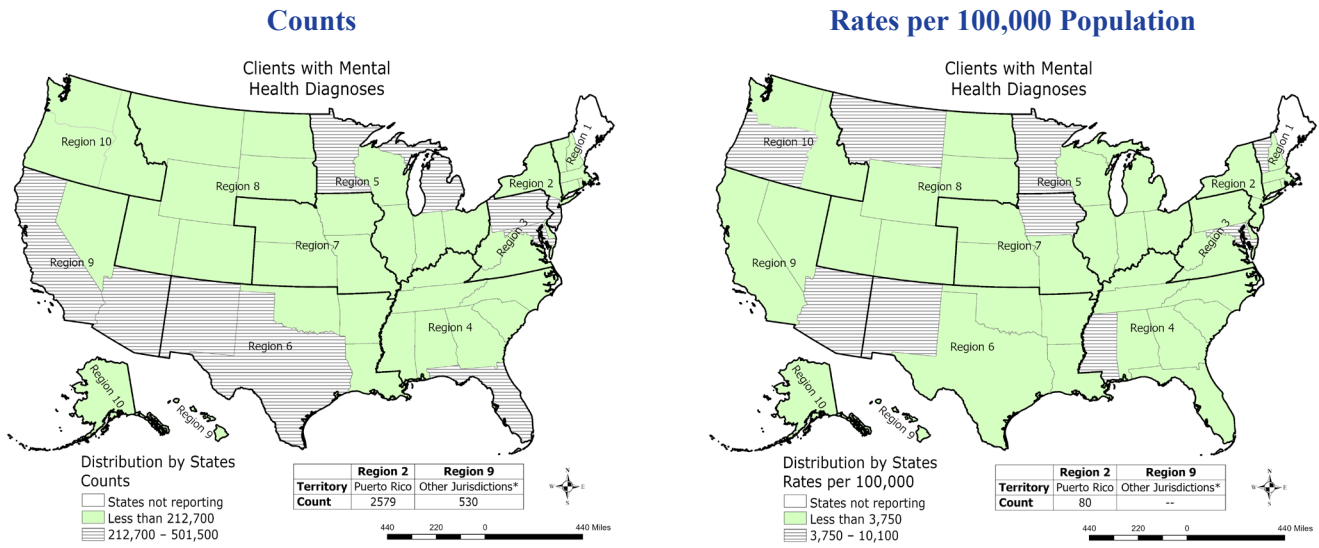 Counts
Clients with Mental
Health Diagnoses
Region 10
Region 8
Region 5
Region 2
Region 1
Region 9
Region 7
Region 3
Region 6
Region 4
Region 10
Region 9
Distribution by States
Counts
States not reporting
Less than 212,700
212,700 – 501,500
Region 2 Region 9
Territory Puerto Rico Other Jurisdictions*
Count 2579 530
N
W E
S
440 220 0 440 Miles
Rates per 100,000 Population
Clients with Mental
Health Diagnoses
Region 10
Region 8
Region 5
Region 2
Region 1
Region 9
Region 7
Region 3
Region 6
Region 4
Region 10
Region 9
Distribution by States
Rates per 100,000
States not reporting
Less than 3,750
3,750 – 10,100
Region 2 Region 9
Territory Puerto Rico Other Jurisdictions*
Count 80 --
N
W E
S
440 220 0 440 Miles